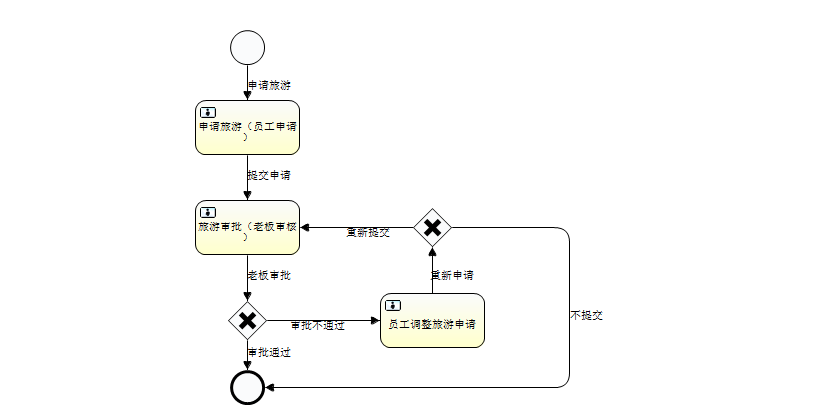 申请旅游
申请旅游（员工申请
）
提交申请
旅游审批（老板审核
）
重新提交
老板审批
重新申请
审批不通过
员工调整旅游申请
不提交
审批通过